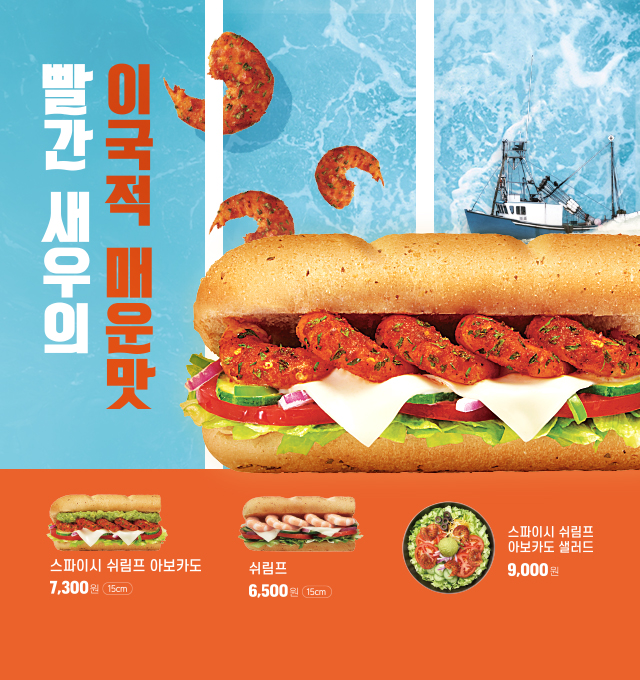 이국적 매운맛
빨간 새우의
스파이시 쉬림프 아보카도
7,300원 15cm
쉬림프
6,500원 15cm
스파이시 쉬림프
아보카도 샐러드
9,000원